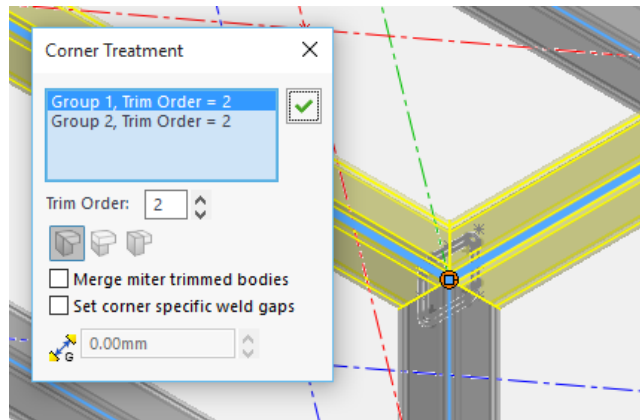 Corner Treatment
Group 1, Trim Order = 2
Group 2, Trim Order = 2
Trim Order: 2
Merge miter trimmed bodies
Set corner specific weld gaps
G 0.00mm